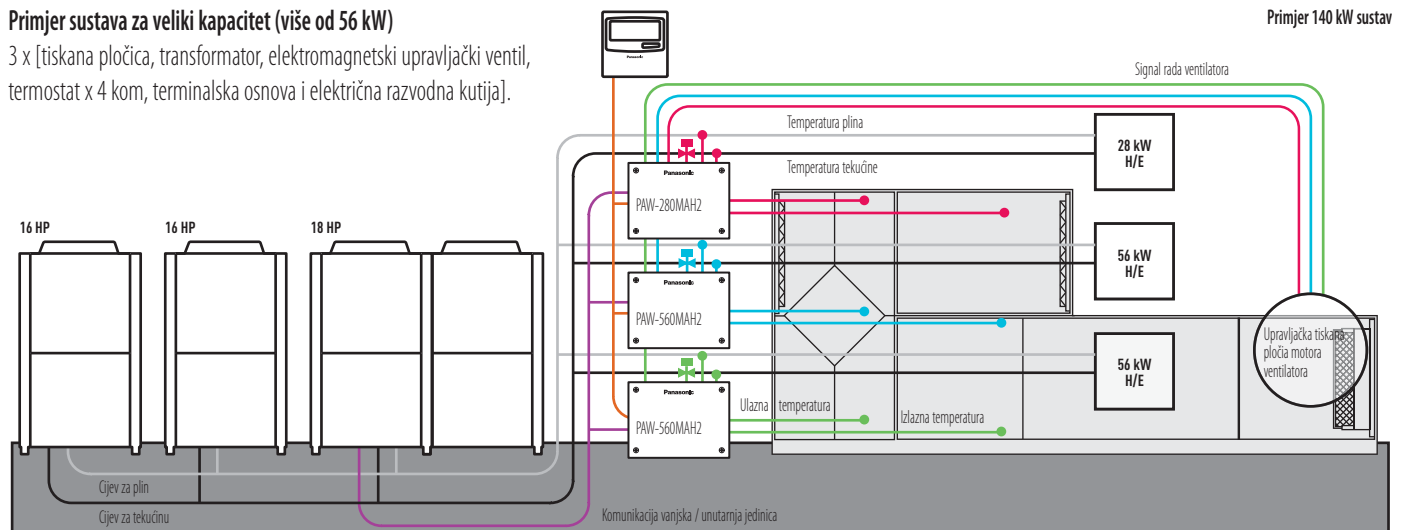 Primjer sustava za veliki kapacitet (više od 56 kW)
3 x [tiskana pločica, transformator, elektromagnetski upravljački ventil,
termostat x 4 kom, terminalska osnova i električna razvodna kutija].
Primjer 140 kW sustav
Panasonic
Signal rada ventilatora
Temperatura plina
28 kW
H/E
Temperatura tekućine
Panasonic
PAW-280MAH2
16 HP
16 HP
18 HP
56 kW
H/E
Panasonic
PAW-560MAH2
Upravljačka tiskana
pločia motora
ventilatora
56 kW
H/E
Panasonic
PAW-560MAH2
Ulazna temperatura
Izlazna temperatura
Cijev za plin
Cijev za tekućinu
Komunikacija vanjska / unutarnja jedinica